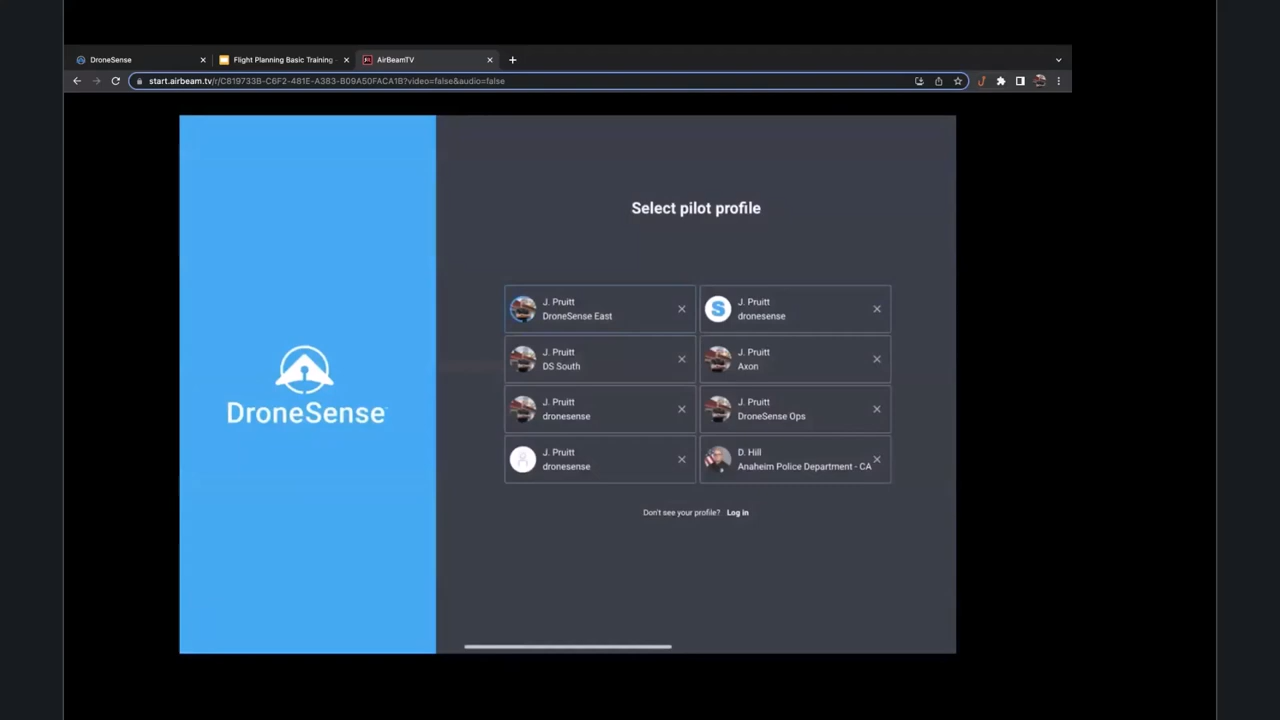 DroneSense
Flight Planning Basic Training -
AirBeamTV
start.airbeam.tv/r/C819733B-C6F2-481E-A383-B09A50FACA1B?video=false&audio=false
Select pilot profile
J. Pruitt
DroneSense East
J. Pruitt
dronesense
J. Pruitt
DS South
J. Pruitt
Axon
J. Pruitt
dronesense
J. Pruitt
DroneSense Ops
J. Pruitt
dronesense
D. Hill
Anaheim Police Department - CA
DroneSense
Don't see your profile? Log in